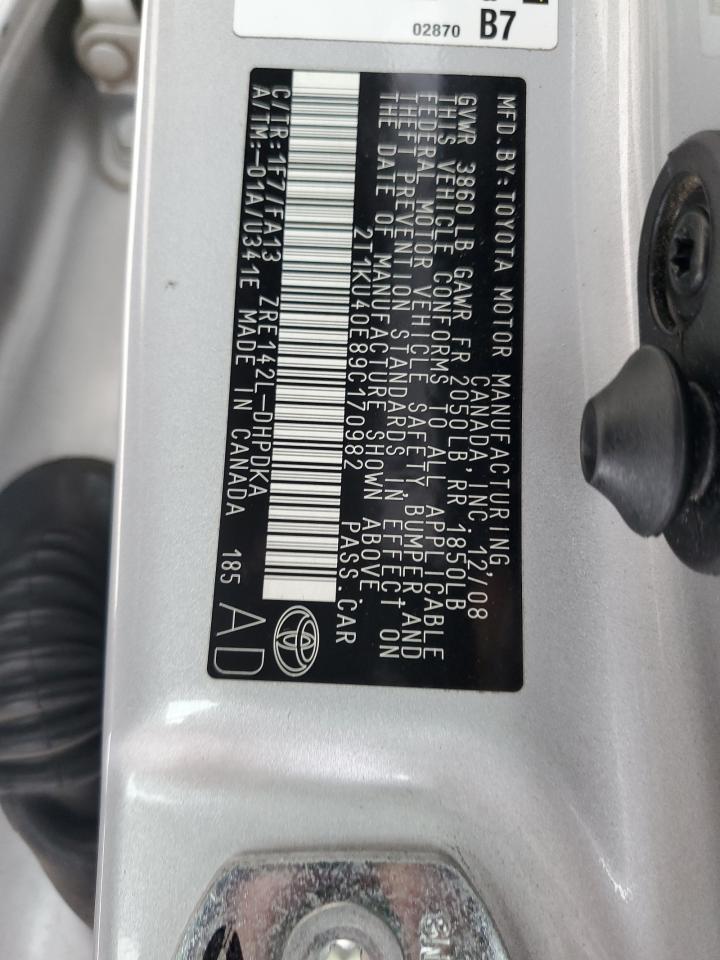 02870 B7
MFD. BY: TOYOTA MOTOR MANUFACTURING
CANADA, INC. 12/08
GVWR 3860 LB GAWR FR 2050LB, RR 1850LB
THIS VEHICLE CONFORMS TO ALL APPLICABLE
FEDERAL MOTOR VEHICLE SAFETY, BUMPER, AND
THEFT PREVENTION STANDARDS IN EFFECT ON
THE DATE OF MANUFACTURE SHOWN ABOVE.
2T1KU40E89C170982 PASS. CAR
C/TR: 1F7/FA13 ZRE142L-DHPDKA
A/TM: -01A/U341E MADE IN CANADA 185
AD